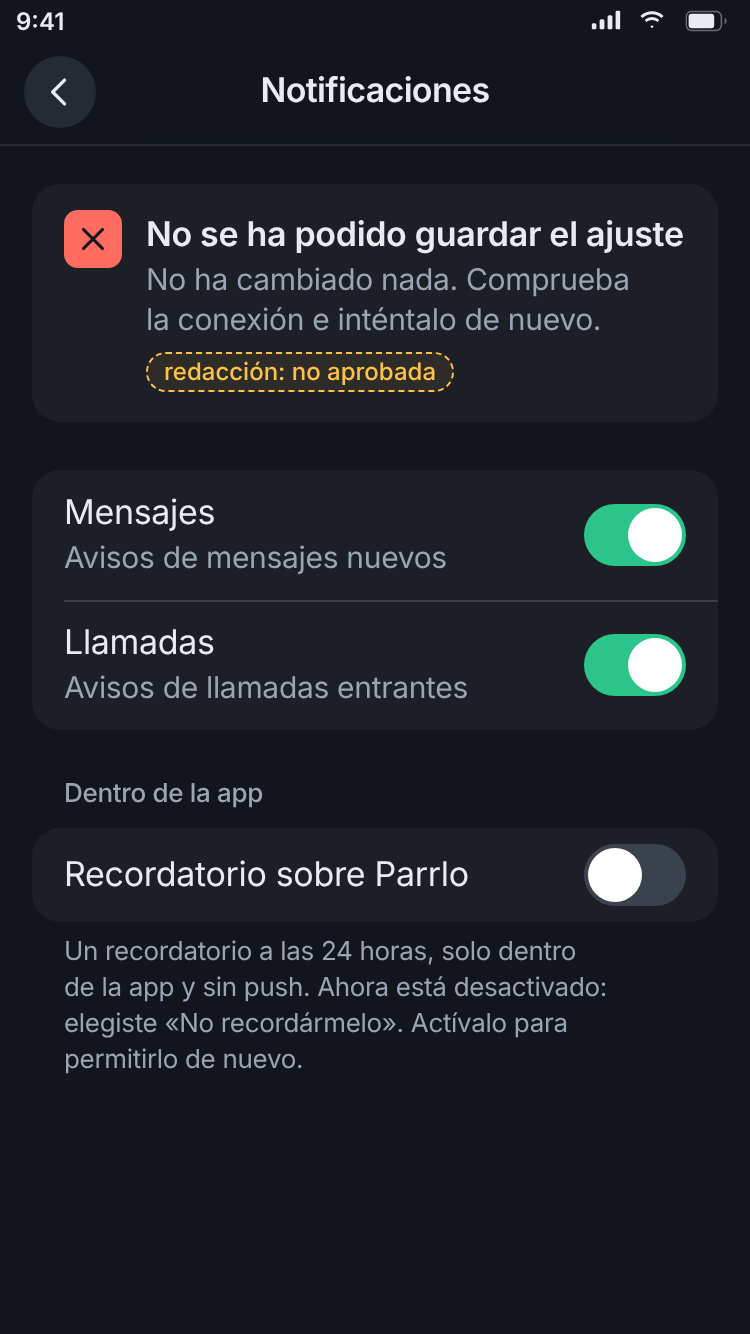 9:41
Notificaciones
No se ha podido guardar el ajuste
No ha cambiado nada. Comprueba
la conexión e inténtalo de nuevo.
redacción: no aprobada
Mensajes
Avisos de mensajes nuevos
Llamadas
Avisos de llamadas entrantes
Dentro de la app
Recordatorio sobre Parrlo
Un recordatorio a las 24 horas, solo dentro
de la app y sin push. Ahora está desactivado:
elegiste «No recordármelo». Actívalo para
permitirlo de nuevo.